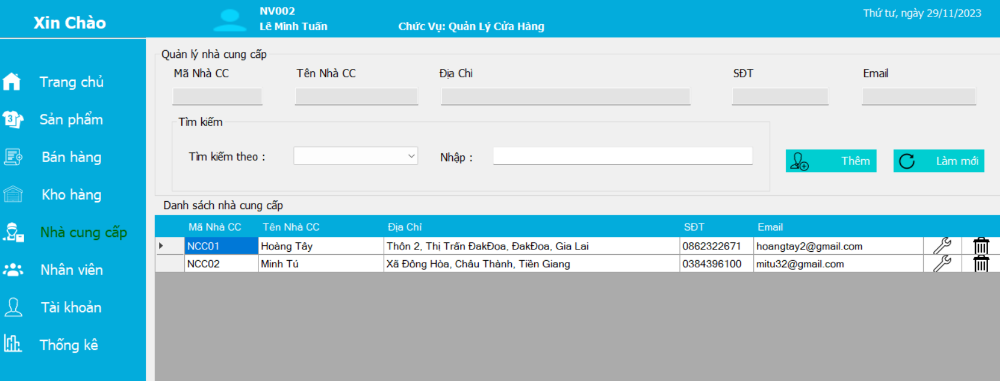 Xin Chào
NV002
Lê Minh Tuấn
Chức Vụ: Quản Lý Cửa Hàng
Thứ tư, ngày 29/11/2023
Trang chủ
Sản phẩm
Bán hàng
Kho hàng
Nhà cung cấp
Nhân viên
Tài khoản
Thống kê
Quản lý nhà cung cấp
Mã Nhà CC Tên Nhà CC Địa Chỉ SĐT Email
Tìm kiếm
Tìm kiếm theo : Nhập :
Thêm Làm mới
Danh sách nhà cung cấp
Mã Nhà CC Tên Nhà CC Địa Chỉ SĐT Email
NCC01 Hoàng Tây Thôn 2, Thị Trấn ĐakĐoa, ĐakĐoa, Gia Lai 0862322671 hoangtay2@gmail.com
NCC02 Minh Tú Xã Đông Hòa, Châu Thành, Tiền Giang 0384396100 mitu32@gmail.com